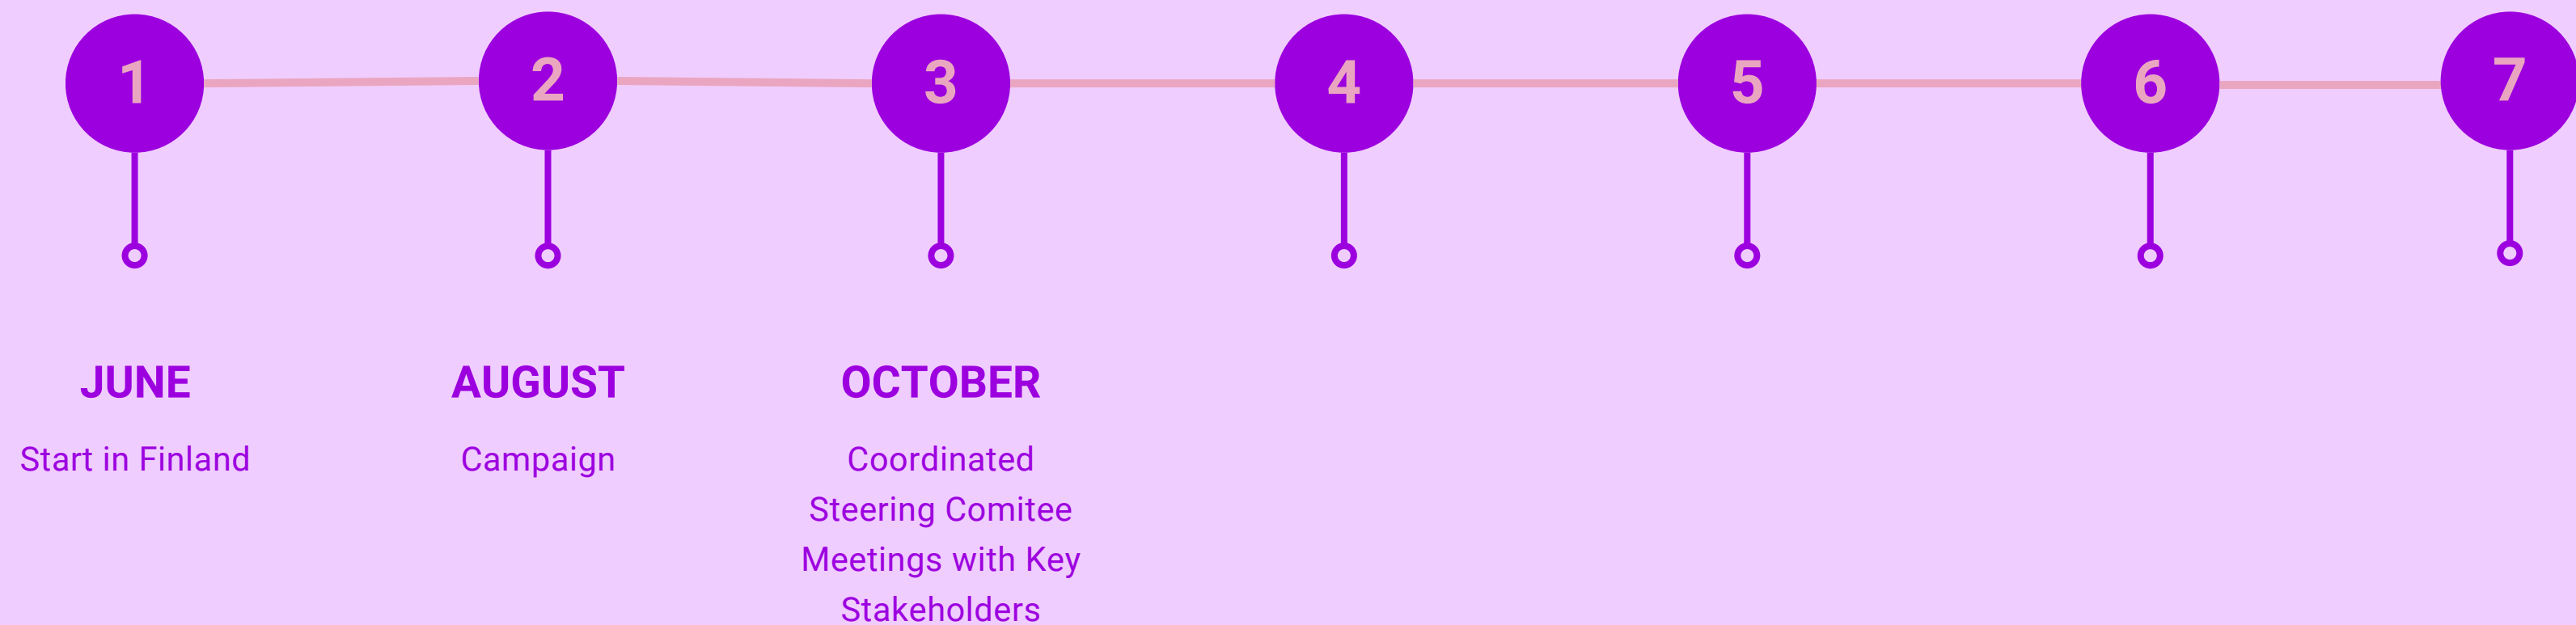 1
2
3
4
5
6
7
JUNE
Start in Finland
AUGUST
Campaign
OCTOBER
Coordinated
Steering Comitee
Meetings with Key
Stakeholders